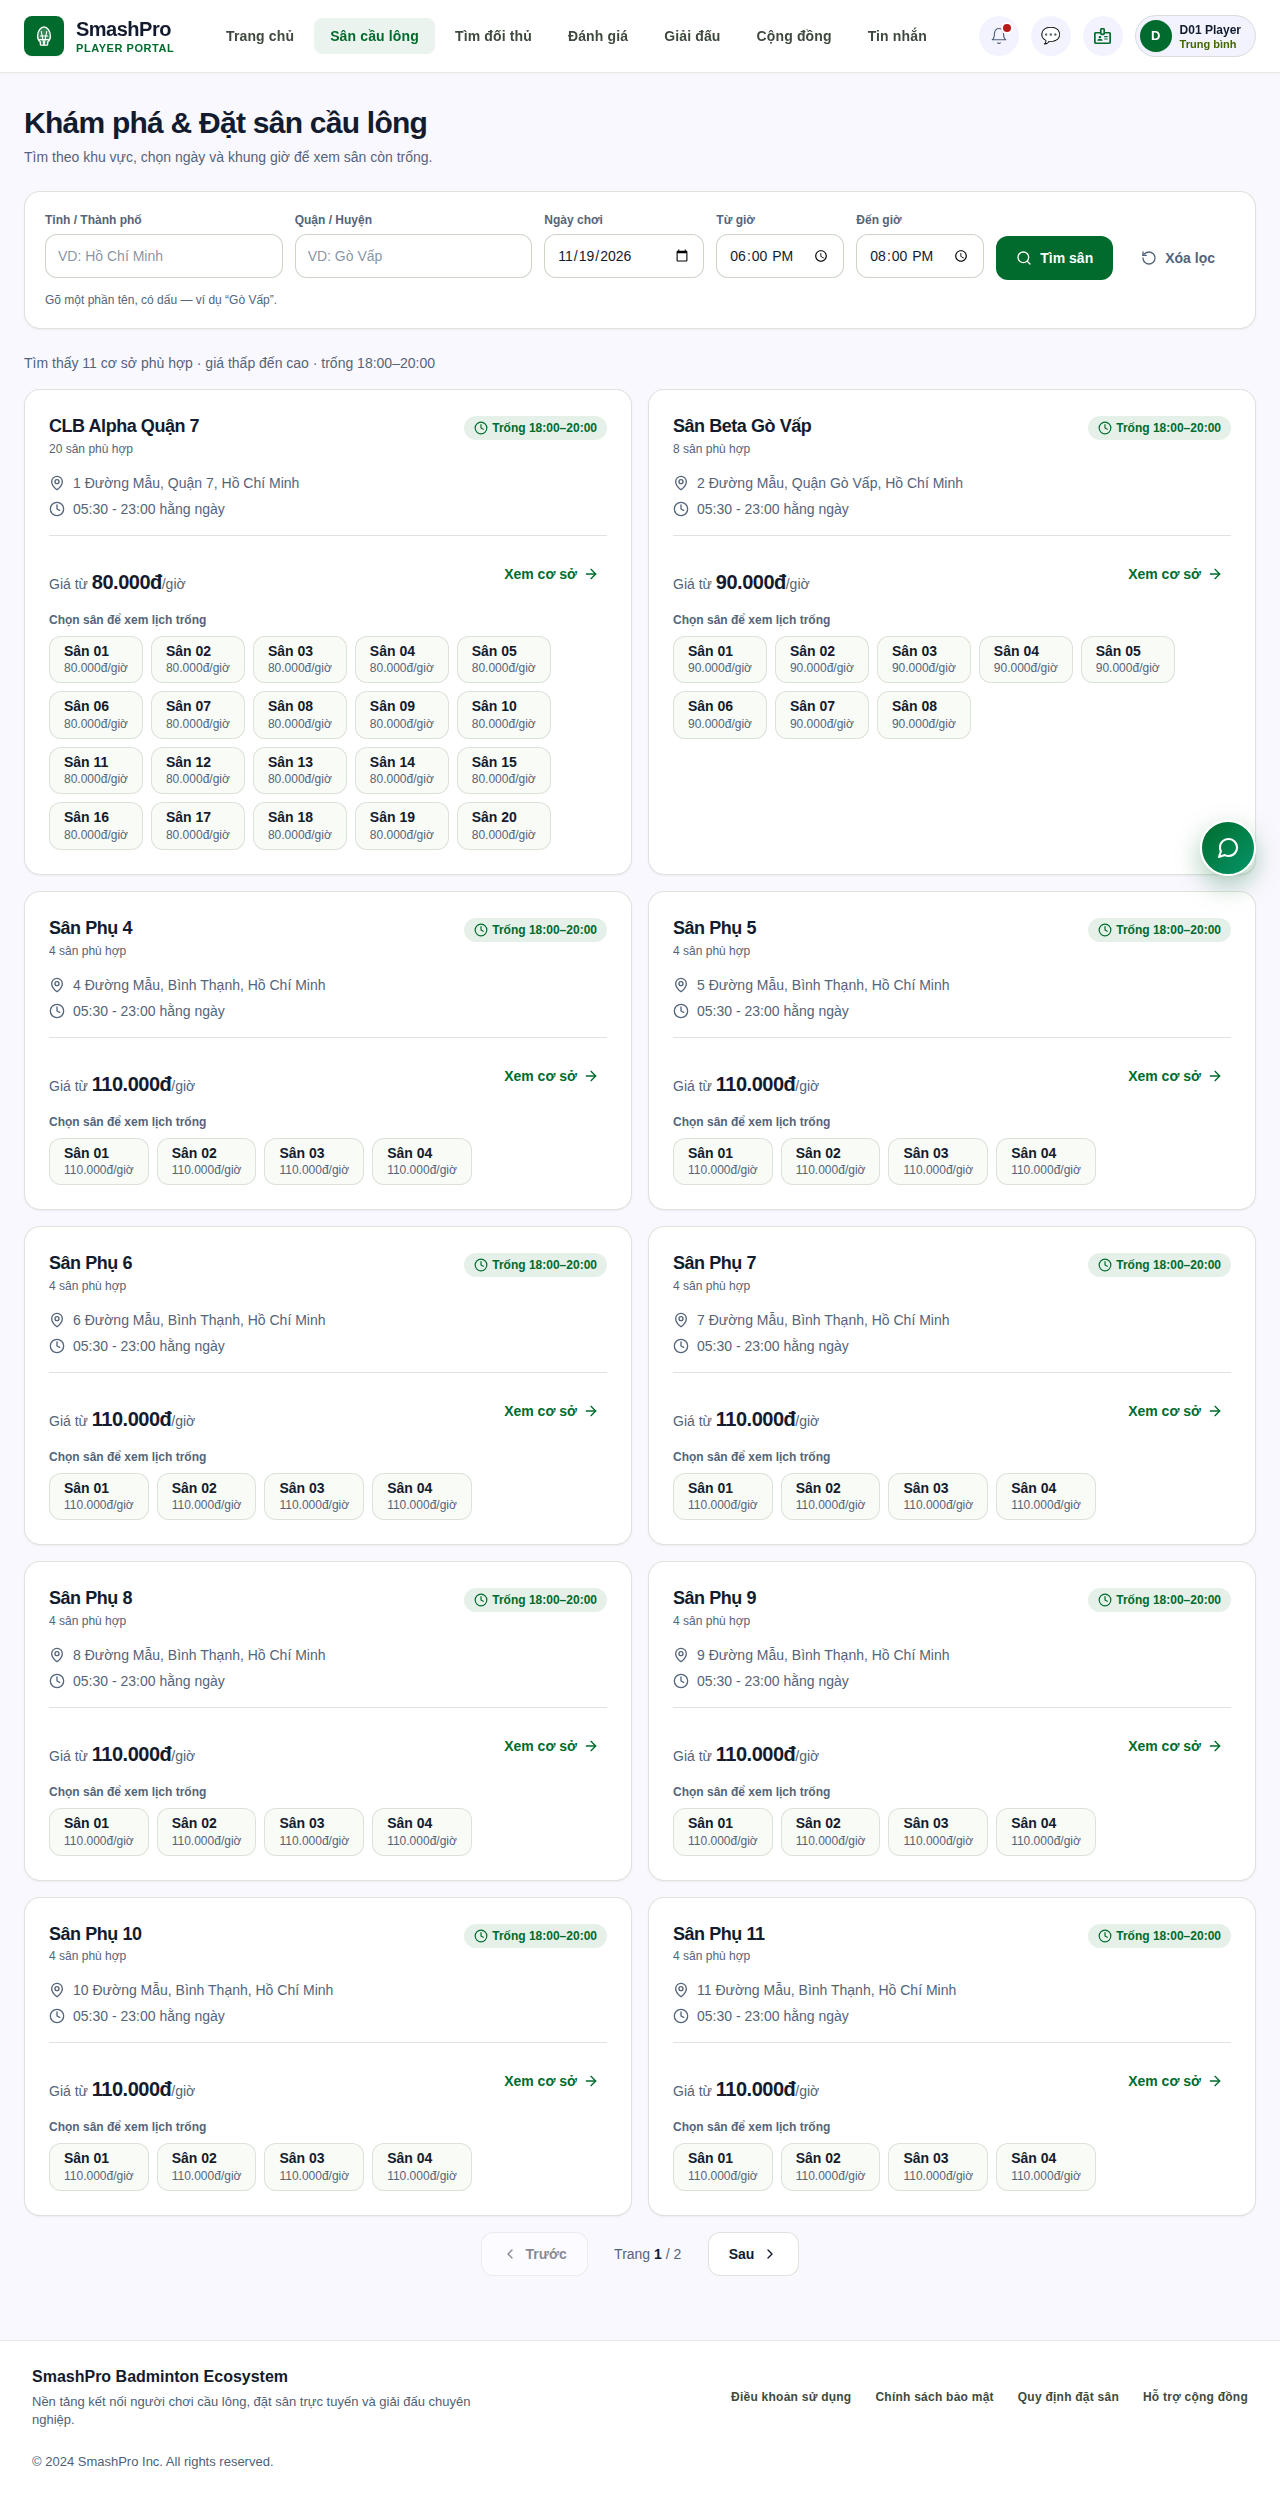 SmashPro
PLAYER PORTAL
Trang chủ
Sân cầu lông
Tìm đối thủ
Đánh giá
Giải đấu
Cộng đồng
Tin nhắn
D
D01 Player
Trung bình
Khám phá & Đặt sân cầu lông
Tìm theo khu vực, chọn ngày và khung giờ để xem sân còn trống.
Tỉnh / Thành phố
Quận / Huyện
Ngày chơi
Từ giờ
Đến giờ
VD: Hồ Chí Minh
VD: Gò Vấp
11/19/2026
06:00 PM
08:00 PM
Tìm sân
Xóa lọc
Gõ một phần tên, có dấu — ví dụ “Gò Vấp”.
Tìm thấy 11 cơ sở phù hợp · giá thấp đến cao · trống 18:00–20:00
CLB Alpha Quận 7
Trống 18:00–20:00
20 sân phù hợp
1 Đường Mẫu, Quận 7, Hồ Chí Minh
05:30 - 23:00 hằng ngày
Giá từ 80.000đ/giờ
Xem cơ sở
Chọn sân để xem lịch trống
Sân 01 Sân 02 Sân 03 Sân 04 Sân 05
80.000đ/giờ 80.000đ/giờ 80.000đ/giờ 80.000đ/giờ 80.000đ/giờ
Sân 06 Sân 07 Sân 08 Sân 09 Sân 10
80.000đ/giờ 80.000đ/giờ 80.000đ/giờ 80.000đ/giờ 80.000đ/giờ
Sân 11 Sân 12 Sân 13 Sân 14 Sân 15
80.000đ/giờ 80.000đ/giờ 80.000đ/giờ 80.000đ/giờ 80.000đ/giờ
Sân 16 Sân 17 Sân 18 Sân 19 Sân 20
80.000đ/giờ 80.000đ/giờ 80.000đ/giờ 80.000đ/giờ 80.000đ/giờ
Sân Beta Gò Vấp
Trống 18:00–20:00
8 sân phù hợp
2 Đường Mẫu, Quận Gò Vấp, Hồ Chí Minh
05:30 - 23:00 hằng ngày
Giá từ 90.000đ/giờ
Xem cơ sở
Chọn sân để xem lịch trống
Sân 01 Sân 02 Sân 03 Sân 04 Sân 05
90.000đ/giờ 90.000đ/giờ 90.000đ/giờ 90.000đ/giờ 90.000đ/giờ
Sân 06 Sân 07 Sân 08
90.000đ/giờ 90.000đ/giờ 90.000đ/giờ
Sân Phụ 4
Trống 18:00–20:00
4 sân phù hợp
4 Đường Mẫu, Bình Thạnh, Hồ Chí Minh
05:30 - 23:00 hằng ngày
Giá từ 110.000đ/giờ
Xem cơ sở
Chọn sân để xem lịch trống
Sân 01 Sân 02 Sân 03 Sân 04
110.000đ/giờ 110.000đ/giờ 110.000đ/giờ 110.000đ/giờ
Sân Phụ 5
Trống 18:00–20:00
4 sân phù hợp
5 Đường Mẫu, Bình Thạnh, Hồ Chí Minh
05:30 - 23:00 hằng ngày
Giá từ 110.000đ/giờ
Xem cơ sở
Chọn sân để xem lịch trống
Sân 01 Sân 02 Sân 03 Sân 04
110.000đ/giờ 110.000đ/giờ 110.000đ/giờ 110.000đ/giờ
Sân Phụ 6
Trống 18:00–20:00
4 sân phù hợp
6 Đường Mẫu, Bình Thạnh, Hồ Chí Minh
05:30 - 23:00 hằng ngày
Giá từ 110.000đ/giờ
Xem cơ sở
Chọn sân để xem lịch trống
Sân 01 Sân 02 Sân 03 Sân 04
110.000đ/giờ 110.000đ/giờ 110.000đ/giờ 110.000đ/giờ
Sân Phụ 7
Trống 18:00–20:00
4 sân phù hợp
7 Đường Mẫu, Bình Thạnh, Hồ Chí Minh
05:30 - 23:00 hằng ngày
Giá từ 110.000đ/giờ
Xem cơ sở
Chọn sân để xem lịch trống
Sân 01 Sân 02 Sân 03 Sân 04
110.000đ/giờ 110.000đ/giờ 110.000đ/giờ 110.000đ/giờ
Sân Phụ 8
Trống 18:00–20:00
4 sân phù hợp
8 Đường Mẫu, Bình Thạnh, Hồ Chí Minh
05:30 - 23:00 hằng ngày
Giá từ 110.000đ/giờ
Xem cơ sở
Chọn sân để xem lịch trống
Sân 01 Sân 02 Sân 03 Sân 04
110.000đ/giờ 110.000đ/giờ 110.000đ/giờ 110.000đ/giờ
Sân Phụ 9
Trống 18:00–20:00
4 sân phù hợp
9 Đường Mẫu, Bình Thạnh, Hồ Chí Minh
05:30 - 23:00 hằng ngày
Giá từ 110.000đ/giờ
Xem cơ sở
Chọn sân để xem lịch trống
Sân 01 Sân 02 Sân 03 Sân 04
110.000đ/giờ 110.000đ/giờ 110.000đ/giờ 110.000đ/giờ
Sân Phụ 10
Trống 18:00–20:00
4 sân phù hợp
10 Đường Mẫu, Bình Thạnh, Hồ Chí Minh
05:30 - 23:00 hằng ngày
Giá từ 110.000đ/giờ
Xem cơ sở
Chọn sân để xem lịch trống
Sân 01 Sân 02 Sân 03 Sân 04
110.000đ/giờ 110.000đ/giờ 110.000đ/giờ 110.000đ/giờ
Sân Phụ 11
Trống 18:00–20:00
4 sân phù hợp
11 Đường Mẫu, Bình Thạnh, Hồ Chí Minh
05:30 - 23:00 hằng ngày
Giá từ 110.000đ/giờ
Xem cơ sở
Chọn sân để xem lịch trống
Sân 01 Sân 02 Sân 03 Sân 04
110.000đ/giờ 110.000đ/giờ 110.000đ/giờ 110.000đ/giờ
Trước
Trang 1 / 2
Sau
SmashPro Badminton Ecosystem
Nền tảng kết nối người chơi cầu lông, đặt sân trực tuyến và giải đấu chuyên
nghiệp.
Điều khoản sử dụng
Chính sách bảo mật
Quy định đặt sân
Hỗ trợ cộng đồng
© 2024 SmashPro Inc. All rights reserved.